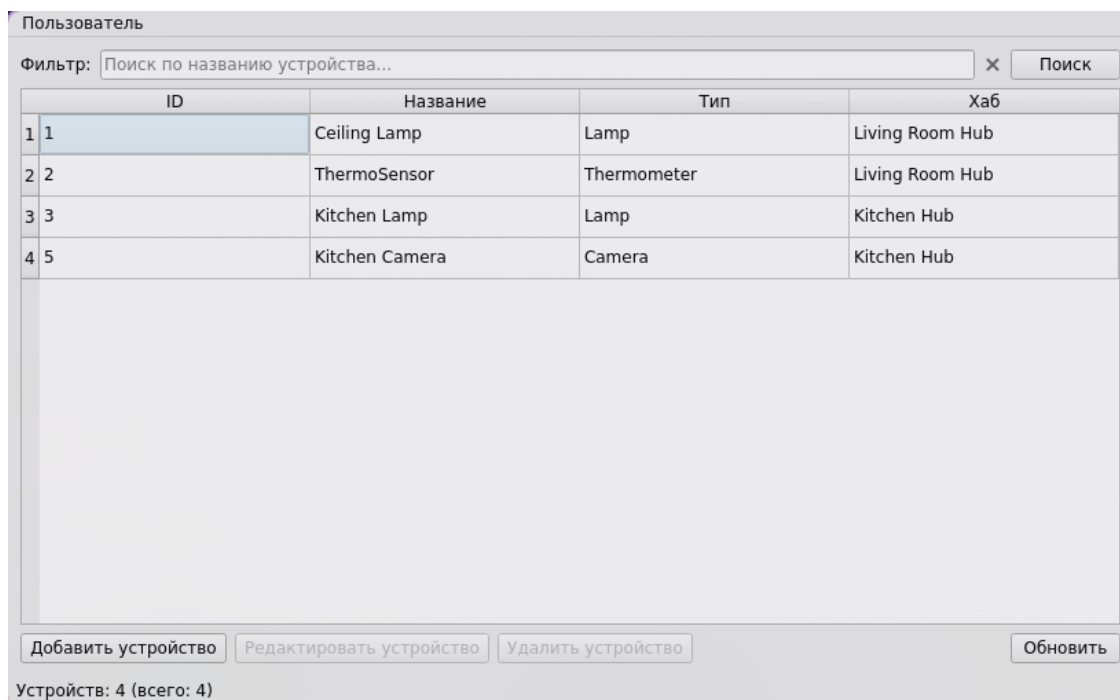 Пользователь
Фильтр: Поиск по названию устройства... × Поиск
ID Название Тип Хаб
1 1 Ceiling Lamp Lamp Living Room Hub
2 2 ThermoSensor Thermometer Living Room Hub
3 3 Kitchen Lamp Lamp Kitchen Hub
4 5 Kitchen Camera Camera Kitchen Hub
Добавить устройство Редактировать устройство Удалить устройство Обновить
Устройств: 4 (всего: 4)